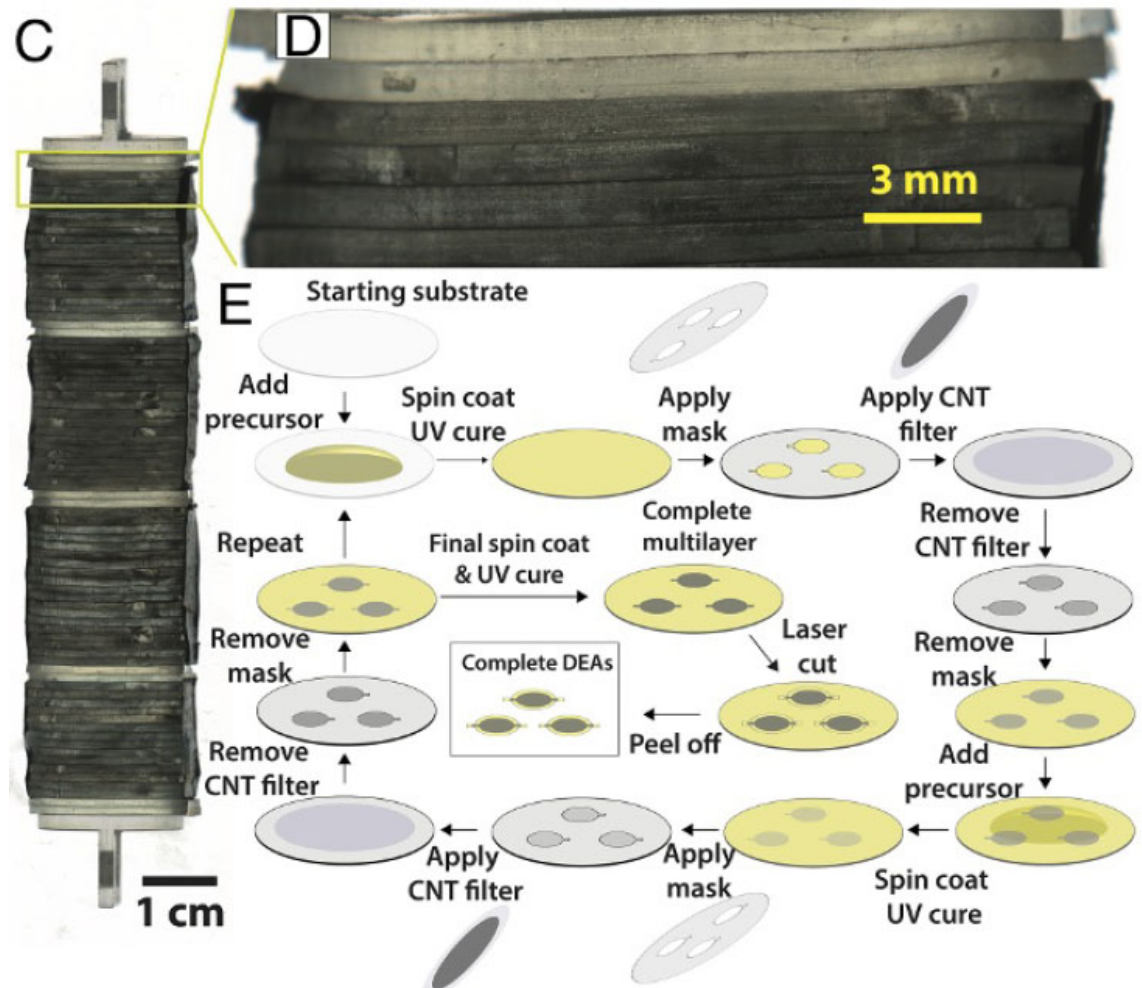 C
D
3 mm
1 cm
E
Starting substrate
Add
precursor
Spin coat
UV cure
Apply
mask
Apply CNT
filter
Remove
CNT filter
Remove
mask
Add
precursor
Spin coat
UV cure
Apply
mask
Apply
CNT filter
Remove
CNT filter
Remove
mask
Repeat
Final spin coat
& UV cure
Complete
multilayer
Laser
cut
Peel off
Complete DEAs